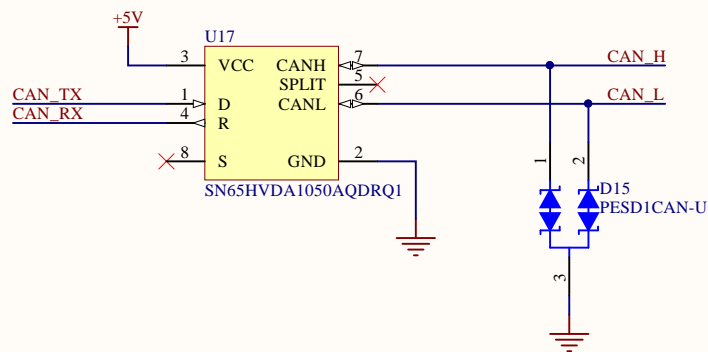 +5V
U17
3 VCC CANH 7 CAN_H
SPLIT 5
CAN_TX 1 D CANL 6 CAN_L
CAN_RX 4 R
8 S GND 2
SN65HVDA1050AQDRQ1
1 2
D15
PESD1CAN-U
3